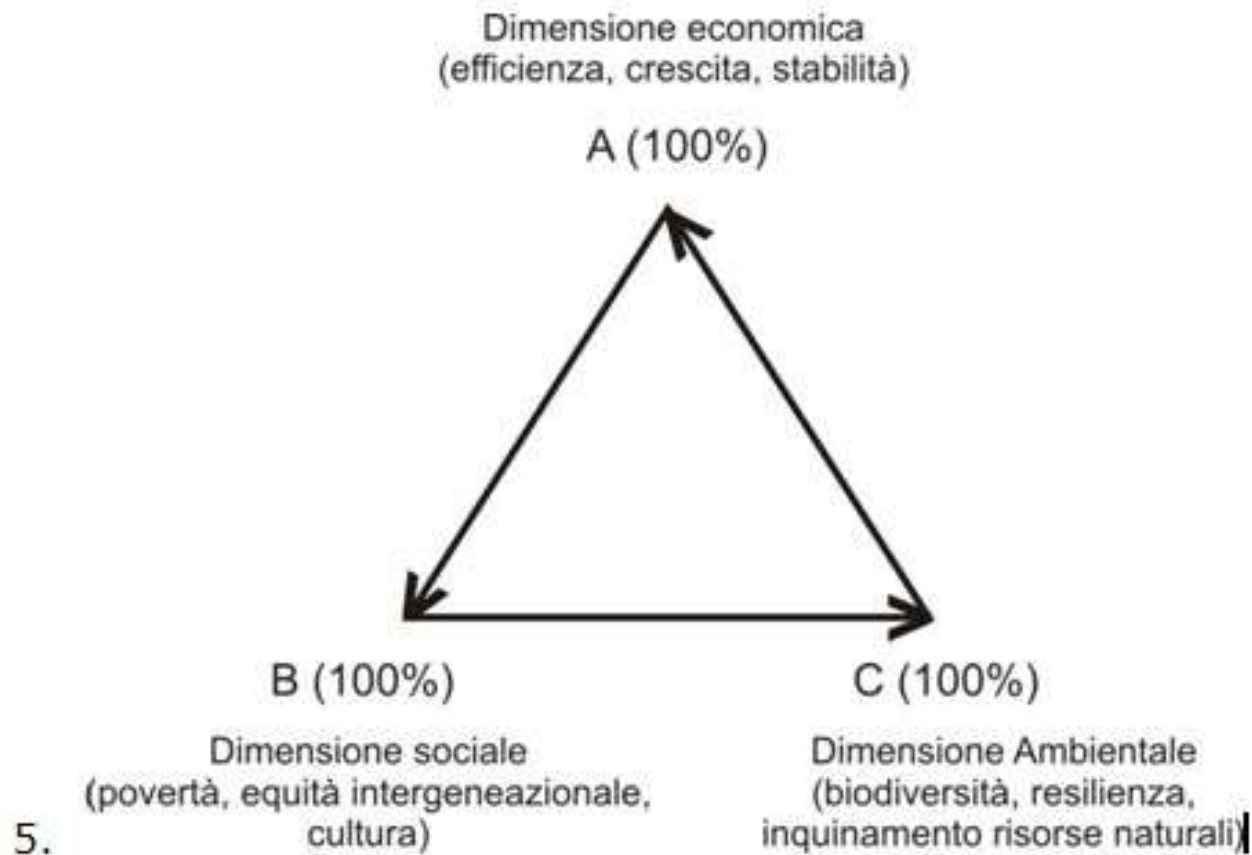 Dimensione economica
(efficienza, crescita, stabilità)
A (100%)
B (100%)
C (100%)
Dimensione sociale
(povertà, equità intergeneazionale,
cultura)
Dimensione Ambientale
(biodiversità, resilienza,
inquinamento risorse naturali)
5.